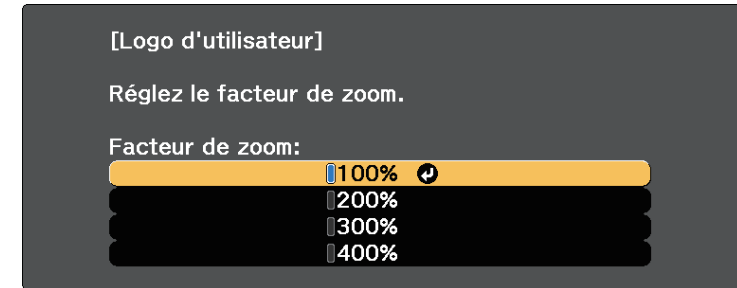 [Logo d'utilisateur]
Réglez le facteur de zoom.
Facteur de zoom:
100%
200%
300%
400%